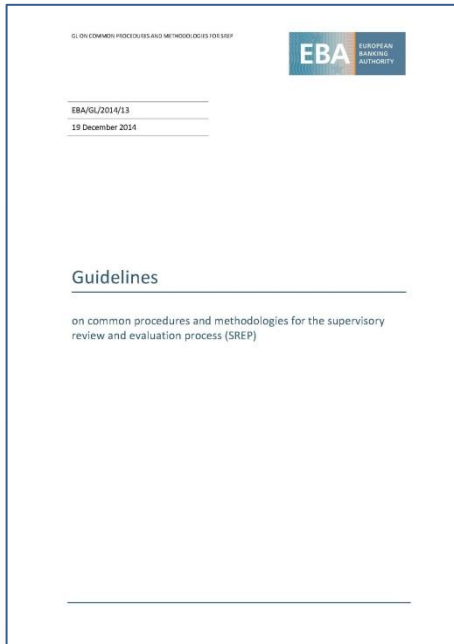 GL ON COMMON PROCEDURES AND METHODOLOGIES FOR SREP
EBA
EUROPEAN
BANKING
AUTHORITY
EBA/GL/2014/13
19 December 2014
Guidelines
on common procedures and methodologies for the supervisory
review and evaluation process (SREP)